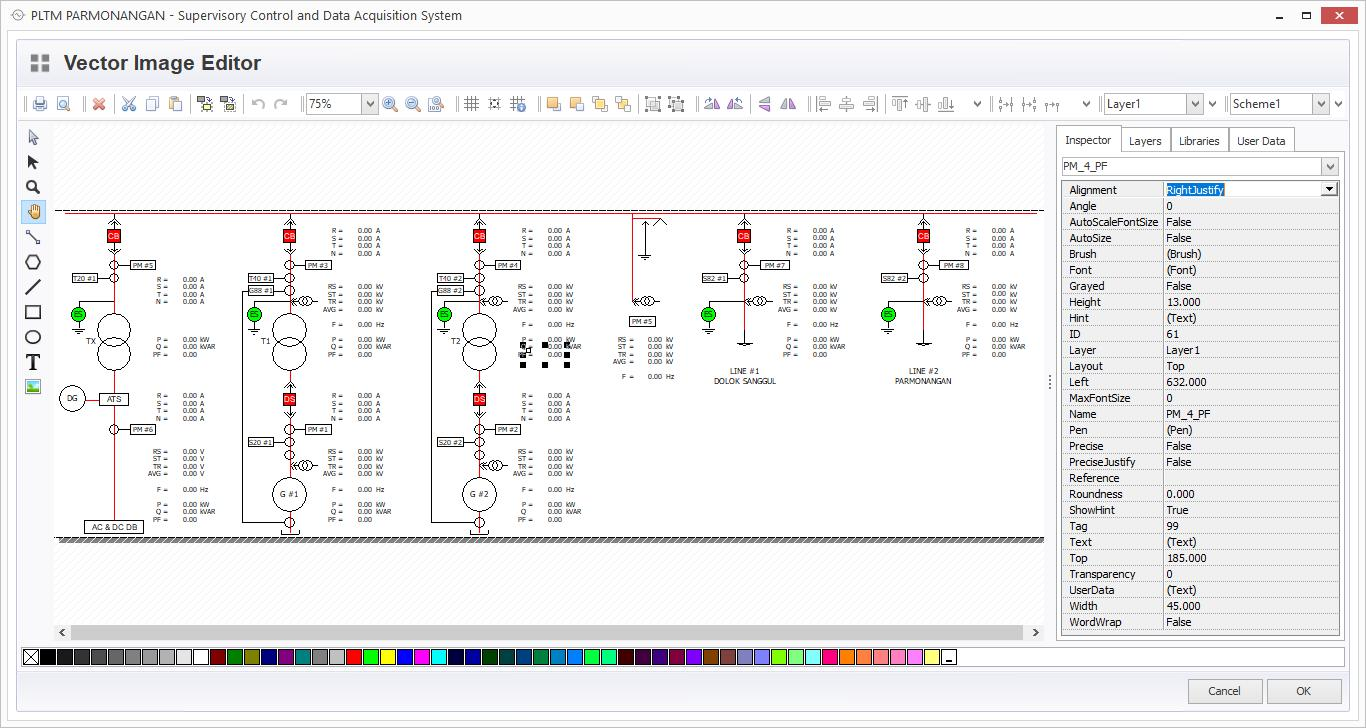 PLTM PARMONANGAN - Supervisory Control and Data Acquisition System
Vector Image Editor
75%
Layer1
Scheme1
Inspector Layers Libraries User Data
PM_4_PF
Alignment RightJustify
Angle 0
AutoScaleFontSize False
AutoSize False
Brush (Brush)
Font (Font)
Grayed False
Height 13.000
Hint (Text)
ID 61
Layer Layer1
Layout Top
Left 632.000
MaxFontSize 0
Name PM_4_PF
Pen (Pen)
Precise False
PreciseJustify False
Reference
Roundness 0.000
ShowHint True
Tag 99
Text (Text)
Top 185.000
Transparency 0
UserData (Text)
Width 45.000
WordWrap False
CB
PM #5
T20 #1
R = 0.00 A
S = 0.00 A
T = 0.00 A
N = 0.00 A
ES
TX
P = 0.00 kW
Q = 0.00 kVAR
PF = 0.00
DG
ATS
R = 0.00 A
S = 0.00 A
T = 0.00 A
N = 0.00 A
PM #6
RS = 0.00 V
ST = 0.00 V
TR = 0.00 V
AVG = 0.00 V
F = 0.00 Hz
P = 0.00 kW
Q = 0.00 kVAR
PF = 0.00
AC & DC DB
CB
R = 0.00 A
S = 0.00 A
T = 0.00 A
N = 0.00 A
PM #3
T40 #1
G88 #1
RS = 0.00 kV
ST = 0.00 kV
TR = 0.00 kV
AVG = 0.00 kV
ES
F = 0.00 Hz
T1
P = 0.00 kW
Q = 0.00 kVAR
PF = 0.00
DS
R = 0.00 A
S = 0.00 A
T = 0.00 A
N = 0.00 A
PM #1
S20 #1
RS = 0.00 kV
ST = 0.00 kV
TR = 0.00 kV
AVG = 0.00 kV
G #1
F = 0.00 Hz
P = 0.00 kW
Q = 0.00 kVAR
PF = 0.00
CB
R = 0.00 A
S = 0.00 A
T = 0.00 A
N = 0.00 A
PM #4
T40 #2
G88 #2
RS = 0.00 kV
ST = 0.00 kV
TR = 0.00 kV
AVG = 0.00 kV
ES
F = 0.00 Hz
T2
P = 0.00 kW
0.00 kVAR
0.00
DS
R = 0.00 A
S = 0.00 A
T = 0.00 A
N = 0.00 A
PM #2
S20 #2
RS = 0.00 kV
ST = 0.00 kV
TR = 0.00 kV
AVG = 0.00 kV
G #2
F = 0.00 Hz
P = 0.00 kW
Q = 0.00 kVAR
PF = 0.00
PM #5
RS = 0.00 kV
ST = 0.00 kV
TR = 0.00 kV
AVG = 0.00 kV
F = 0.00 Hz
CB
R = 0.00 A
S = 0.00 A
T = 0.00 A
N = 0.00 A
PM #7
S82 #1
RS = 0.00 kV
ST = 0.00 kV
TR = 0.00 kV
AVG = 0.00 kV
ES
F = 0.00 Hz
P = 0.00 kW
Q = 0.00 kVAR
PF = 0.00
LINE #1
DOLOK SANGGUL
CB
R = 0.00 A
S = 0.00 A
T = 0.00 A
N = 0.00 A
PM #8
S82 #2
RS = 0.00 kV
ST = 0.00 kV
TR = 0.00 kV
AVG = 0.00 kV
ES
F = 0.00 Hz
P = 0.00 kW
Q = 0.00 kVAR
PF = 0.00
LINE #2
PARMONANGAN
Cancel OK